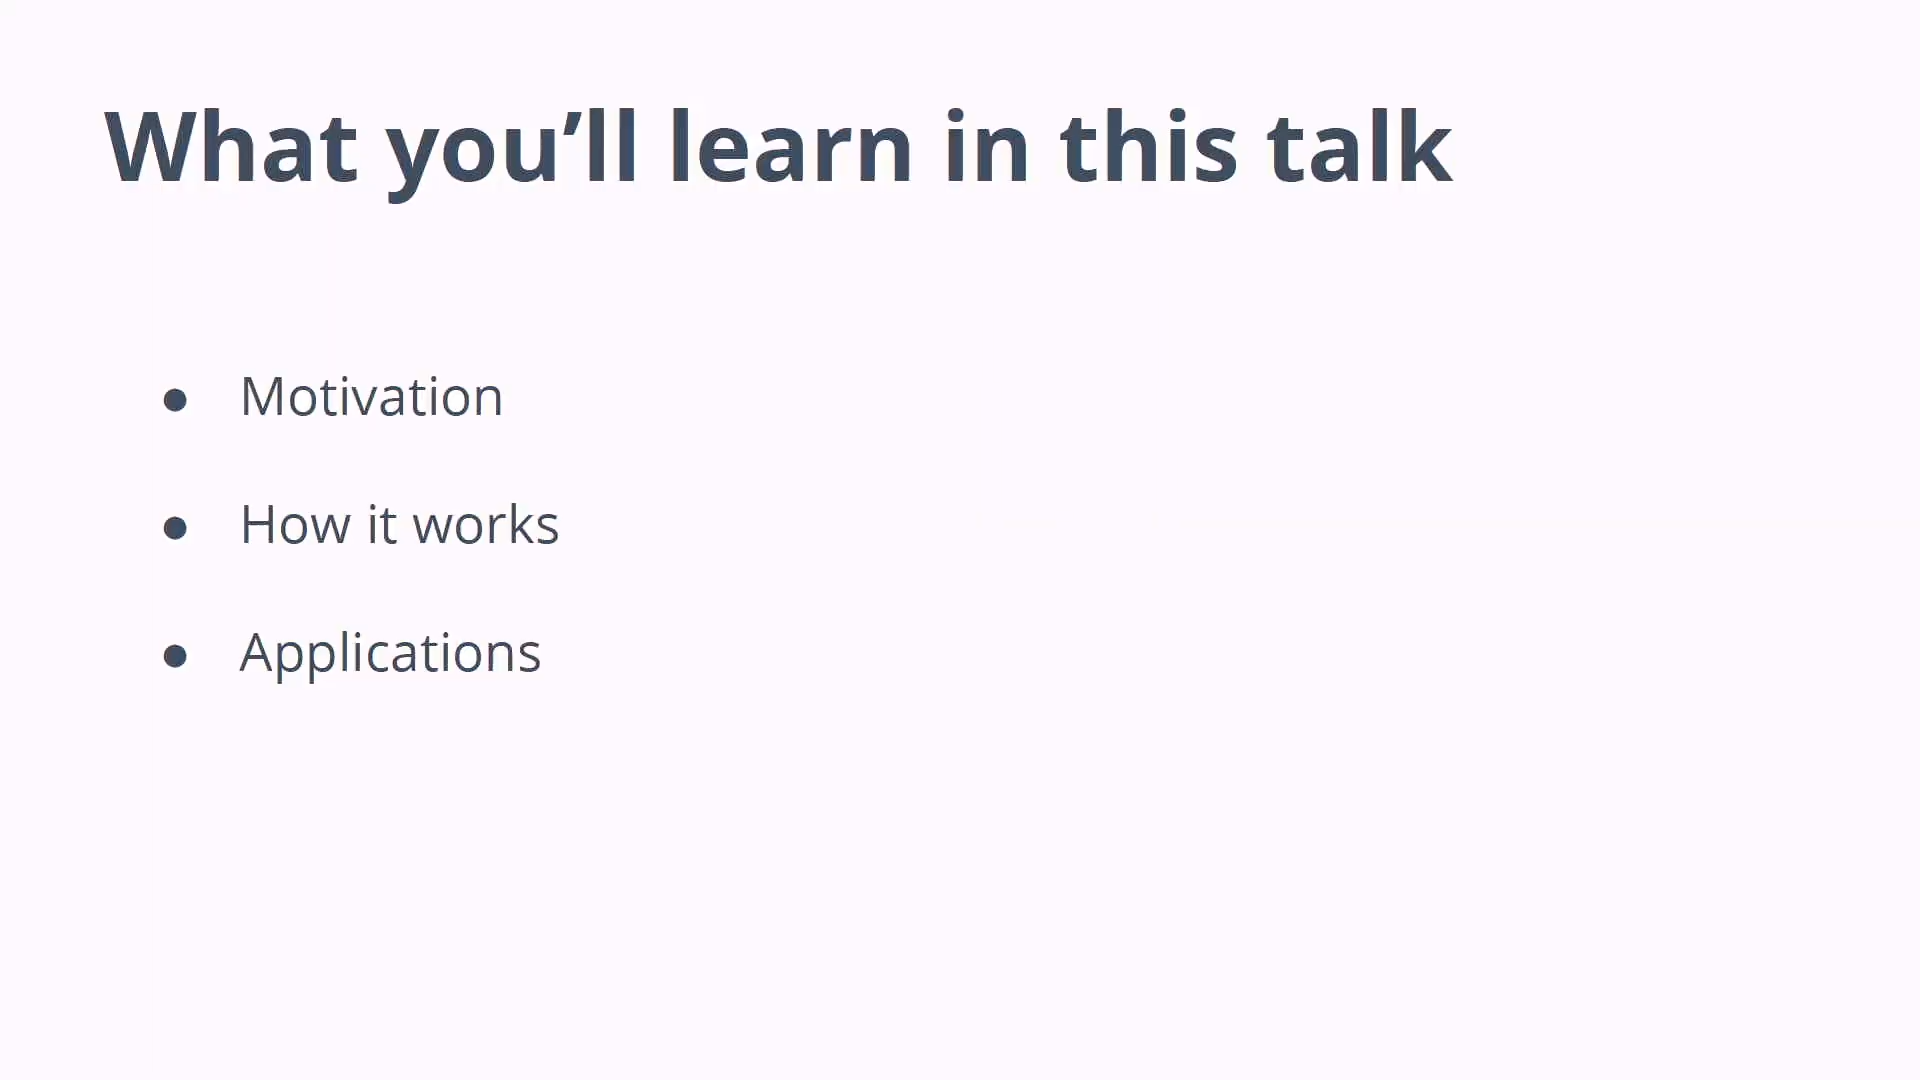 What you’ll learn in this talk
● Motivation
● How it works
● Applications